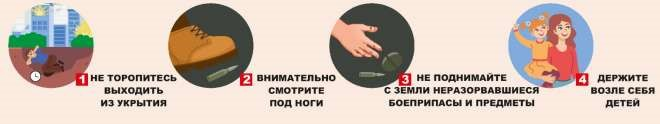 1 НЕ ТОРОПИТЕСЬ
ВЫХОДИТЬ
ИЗ УКРЫТИЯ
2 ВНИМАТЕЛЬНО
СМОТРИТЕ
ПОД НОГИ
3 НЕ ПОДНИМАЙТЕ
С ЗЕМЛИ НЕРАЗОРВАВШИЕСЯ
БОЕПРИПАСЫ И ПРЕДМЕТЫ
4 ДЕРЖИТЕ
ВОЗЛЕ СЕБЯ
ДЕТЕЙ